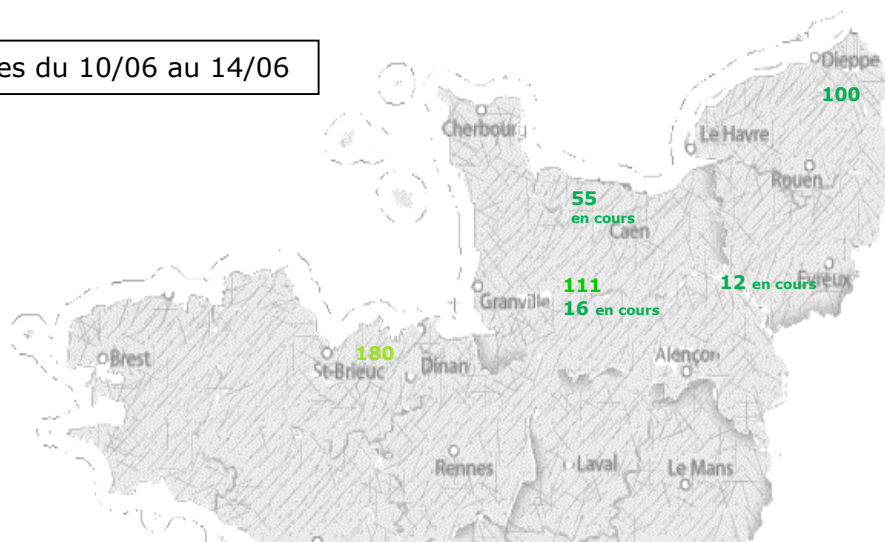 es du 10/06 au 14/06
Dieppe
100
Cherbourg
Le Havre
Rouen
55
en cours
Caen
Granville
111
16 en cours
12 en cours
Evreux
Brest
180
St-Brieuc
Dinan
Alençon
Rennes
Laval
Le Mans